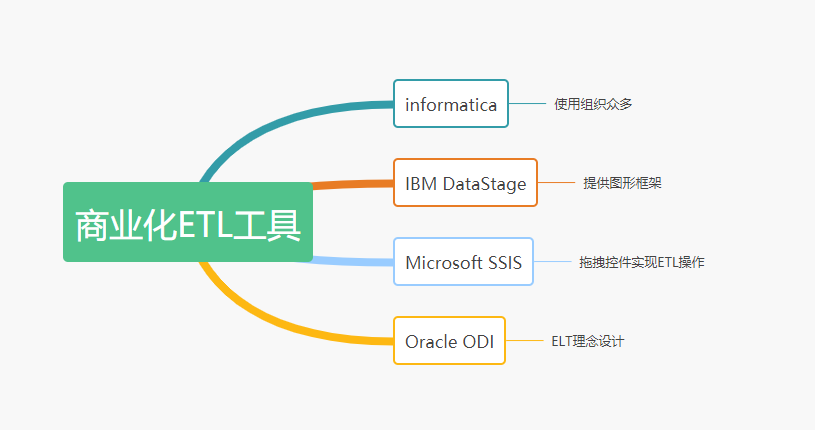 商业化ETL工具
informatica
使用组织众多
IBM DataStage
提供图形框架
Microsoft SSIS
拖拽控件实现ETL操作
Oracle ODI
ELT理念设计